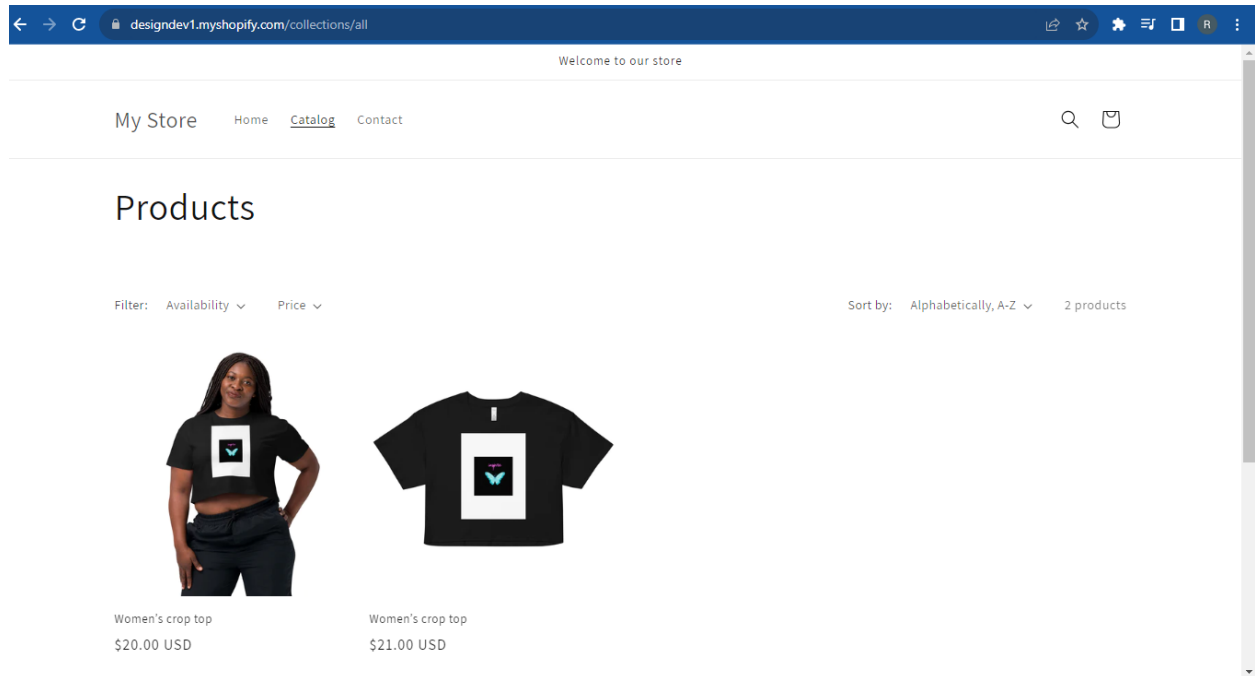 designdev1.myshopify.com/collections/all
R
Welcome to our store
My Store Home Catalog Contact
Products
Filter: Availability Price Sort by: Alphabetically, A-Z 2 products
Women's crop top Women's crop top
$20.00 USD $21.00 USD